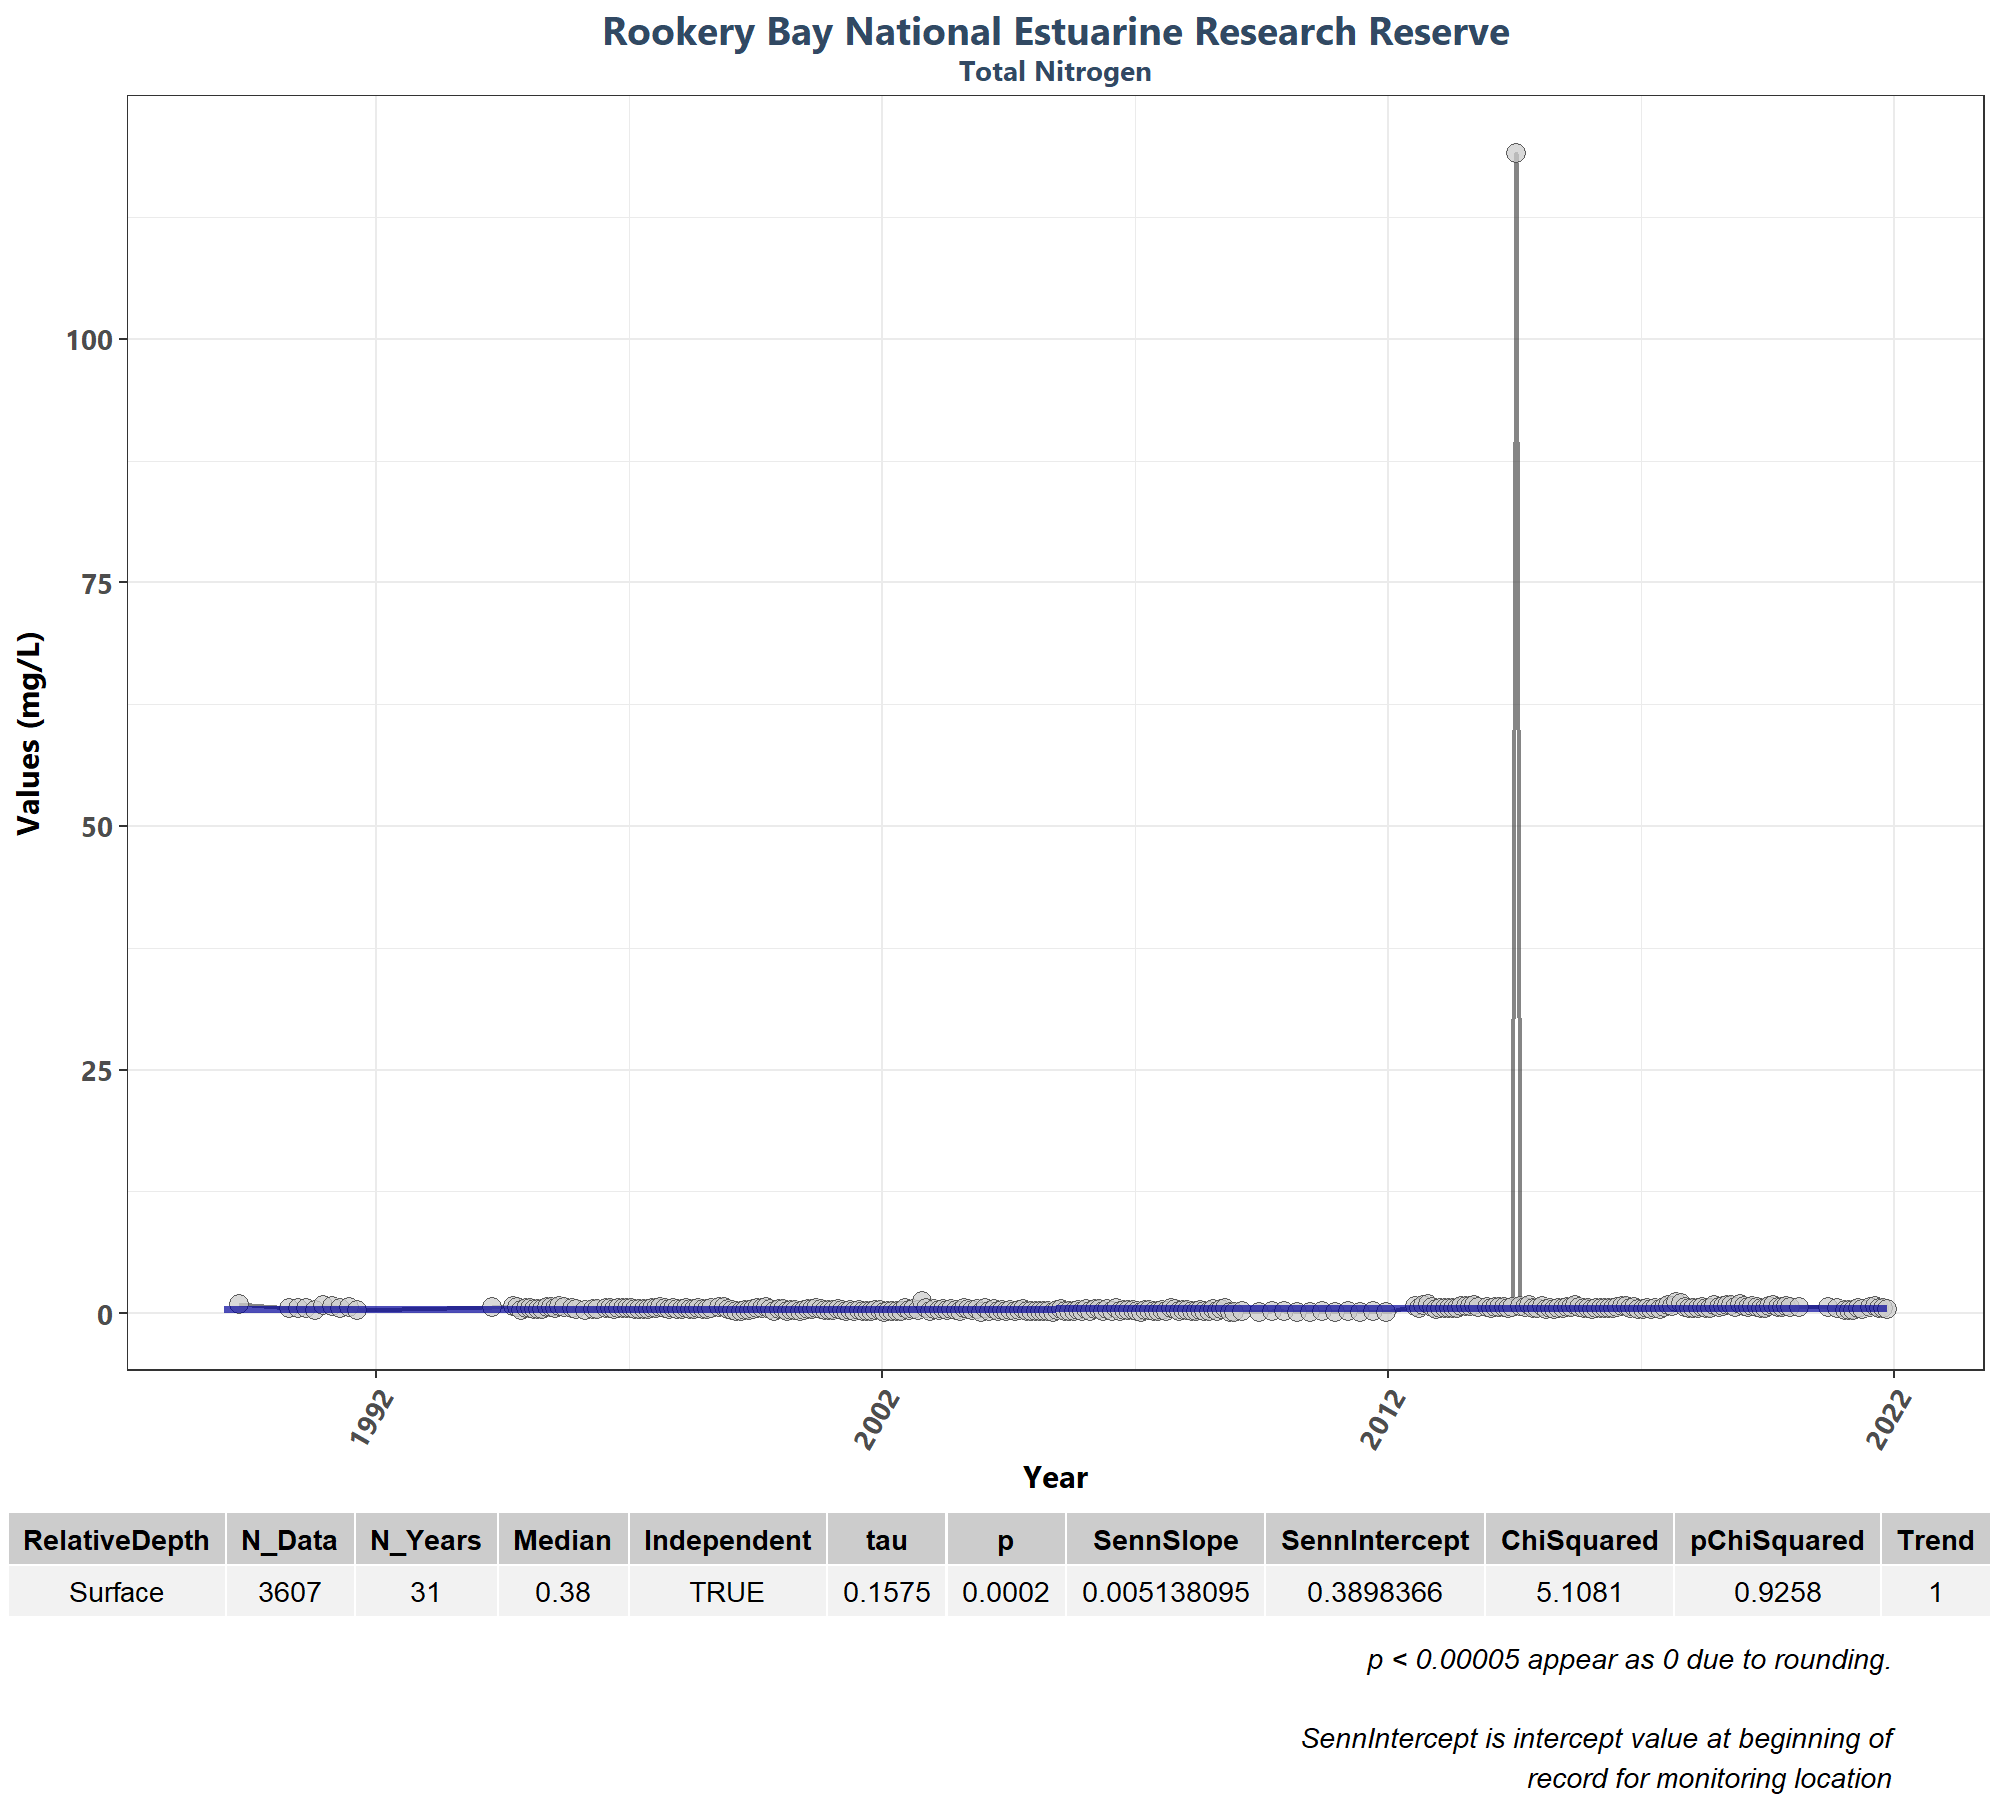 Rookery Bay National Estuarine Research Reserve
Total Nitrogen
Values (mg/L)
100
75
50
25
0
1992 2002 2012 2022
Year
RelativeDepth N_Data N_Years Median Independent tau p SennSlope SennIntercept ChiSquared pChiSquared Trend
Surface 3607 31 0.38 TRUE 0.1575 0.0002 0.005138095 0.3898366 5.1081 0.9258 1
p < 0.00005 appear as 0 due to rounding.
SennIntercept is intercept value at beginning of
record for monitoring location